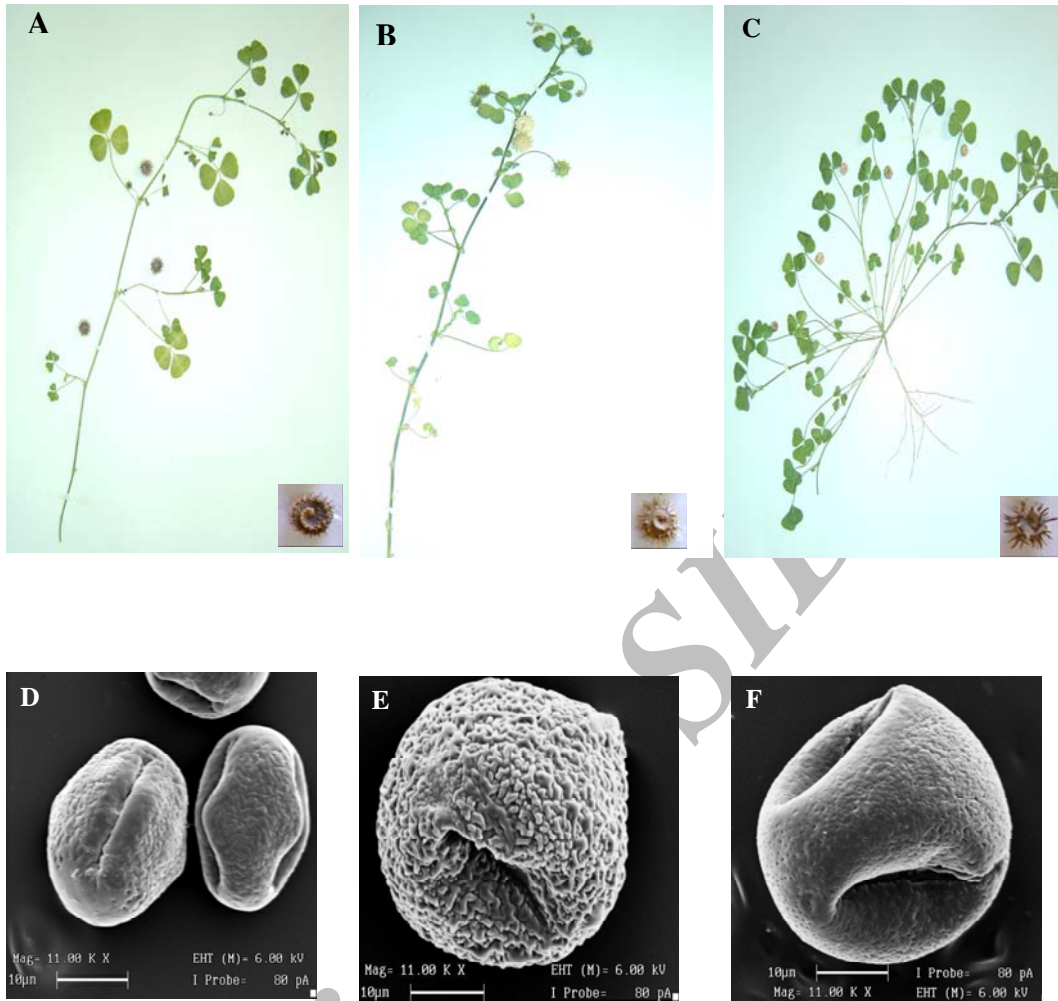 A
B
C
SI
D
Mag= 11.00 K X EHT (M)= 6.00 kV
10µm I Probe= 80 pA
E
Mag= 11.00 K X EHT (M)= 6.00 kV
10µm I Probe= 80 pA
F
10µm I Probe= 80 pA
Mag= 11.00 K X EHT (M)= 6.00 kV